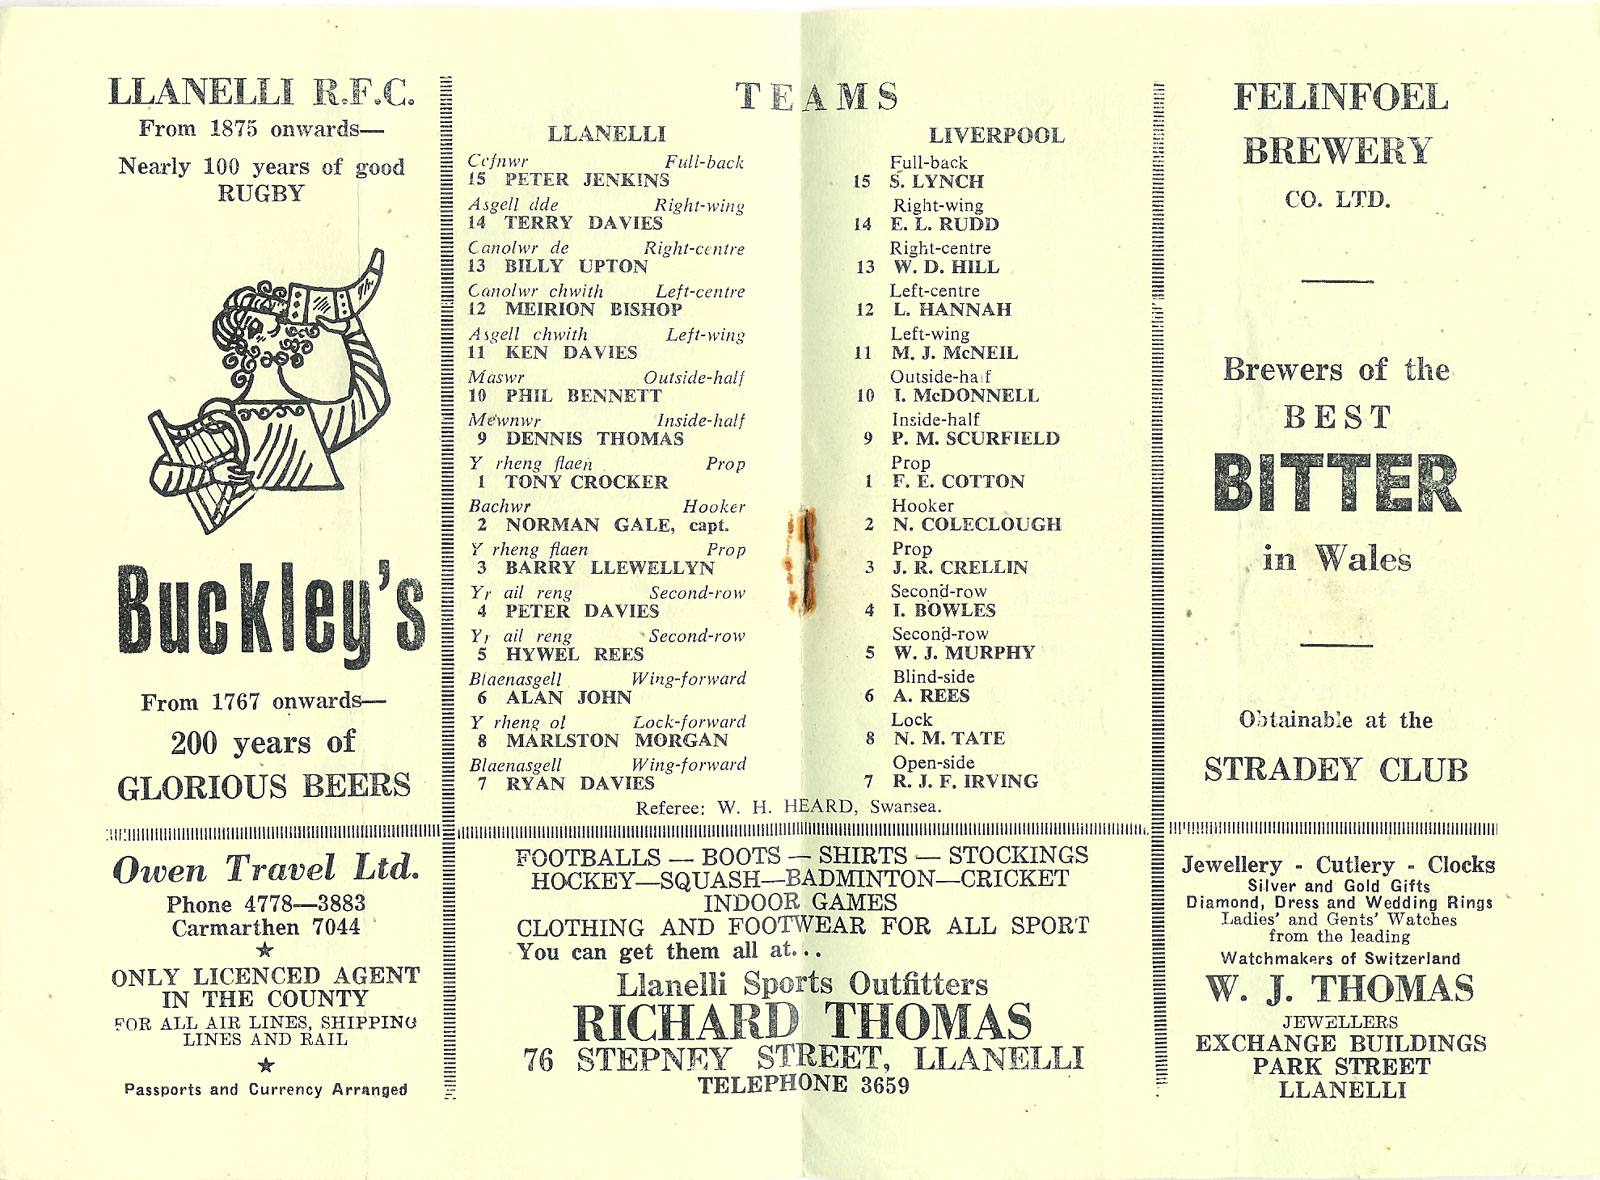 LLANELLI R.F.C.
From 1875 onwards—
Nearly 100 years of good
RUGBY
Buckley's
From 1767 onwards—
200 years of
GLORIOUS BEERS
Owen Travel Ltd.
Phone 4778—3883
Carmarthen 7044
★
ONLY LICENCED AGENT
IN THE COUNTY
FOR ALL AIR LINES, SHIPPING
LINES AND RAIL
★
Passports and Currency Arranged
TEAMS
LLANELLI
Cefnwr Full-back
15 PETER JENKINS
Asgell dde Right-wing
14 TERRY DAVIES
Canolwr de Right-centre
13 BILLY UPTON
Canolwr chwith Left-centre
12 MEIRION BISHOP
Asgell chwith Left-wing
11 KEN DAVIES
Maswr Outside-half
10 PHIL BENNETT
Mewnwr Inside-half
9 DENNIS THOMAS
Y rheng flaen Prop
1 TONY CROCKER
Bachwr Hooker
2 NORMAN GALE, capt.
Y rheng flaen Prop
3 BARRY LLEWELLYN
Yr ail reng Second-row
4 PETER DAVIES
Yr ail reng Second-row
5 HYWEL REES
Blaenasgell Wing-forward
6 ALAN JOHN
Y rheng ol Lock-forward
8 MARLSTON MORGAN
Blaenasgell Wing-forward
7 RYAN DAVIES
LIVERPOOL
Full-back
15 S. LYNCH
Right-wing
14 E. L. RUDD
Right-centre
13 W. D. HILL
Left-centre
12 L. HANNAH
Left-wing
11 M. J. McNEIL
Outside-half
10 I. McDONNELL
Inside-half
9 P. M. SCURFIELD
Prop
1 F. E. COTTON
Hooker
2 N. COLECLOUGH
Prop
3 J. R. CRELLIN
Second-row
4 I. BOWLES
Second-row
5 W. J. MURPHY
Blind-side
6 A. REES
Lock
8 N. M. TATE
Open-side
7 R. J. F. IRVING
Referee: W. H. HEARD, Swansea.
FOOTBALLS — BOOTS — SHIRTS — STOCKINGS
HOCKEY—SQUASH—BADMINTON—CRICKET
INDOOR GAMES
CLOTHING AND FOOTWEAR FOR ALL SPORT
You can get them all at...
Llanelli Sports Outfitters
RICHARD THOMAS
76 STEPNEY STREET, LLANELLI
TELEPHONE 3659
FELINFOEL
BREWERY
CO. LTD.
Brewers of the
BEST
BITTER
in Wales
Obtainable at the
STRADEY CLUB
Jewellery - Cutlery - Clocks
Silver and Gold Gifts
Diamond, Dress and Wedding Rings
Ladies' and Gents' Watches
from the leading
Watchmakers of Switzerland
W. J. THOMAS
JEWELLERS
EXCHANGE BUILDINGS
PARK STREET
LLANELLI